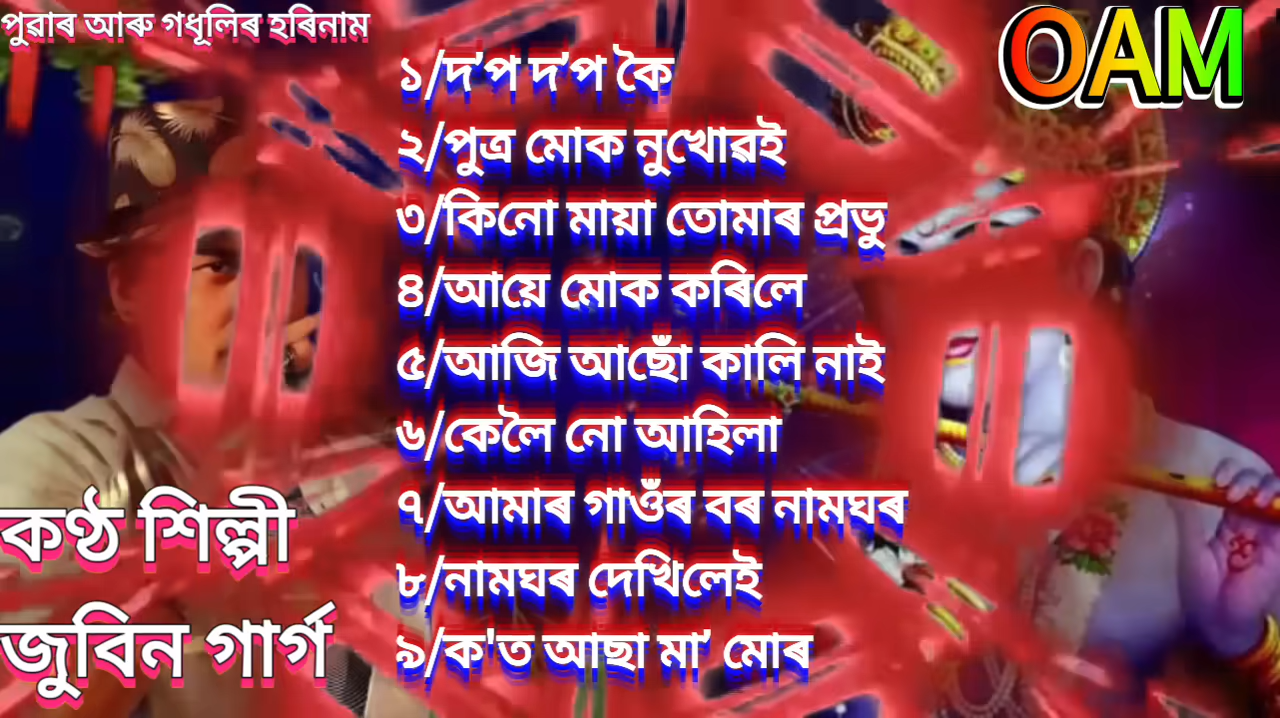 পুৱাৰ আৰু গধূলিৰ হৰিনাম
OAM
১/দ'প দ'প কৈ
২/পুত্ৰ মোক নুখোৱই
৩/কিনো মায়া তোমাৰ প্ৰভু
৪/আয়ে মোক কৰিলে
৫/আজি আছোঁ কালি নাই
৬/কেলৈ নো আহিলা
৭/আমাৰ গাওঁৰ বৰ নামঘৰ
৮/নামঘৰ দেখিলেই
৯/ক'ত আছা মা' মোৰ
কণ্ঠ শিল্পী
জুবিন গাৰ্গ